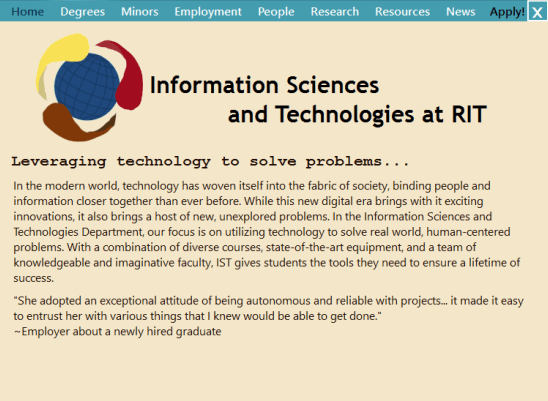 Home Degrees Minors Employment People Research Resources News Apply! X
Information Sciences
and Technologies at RIT
Leveraging technology to solve problems...
In the modern world, technology has woven itself into the fabric of society, binding people and
information closer together than ever before. While this new digital era brings with it exciting
innovations, it also brings a host of new, unexplored problems. In the Information Sciences and
Technologies Department, our focus is on utilizing technology to solve real world, human-centered
problems. With a combination of diverse courses, state-of-the-art equipment, and a team of
knowledgeable and imaginative faculty, IST gives students the tools they need to ensure a lifetime of
success.
"She adopted an exceptional attitude of being autonomous and reliable with projects... it made it easy
to entrust her with various things that I knew would be able to get done."
~Employer about a newly hired graduate